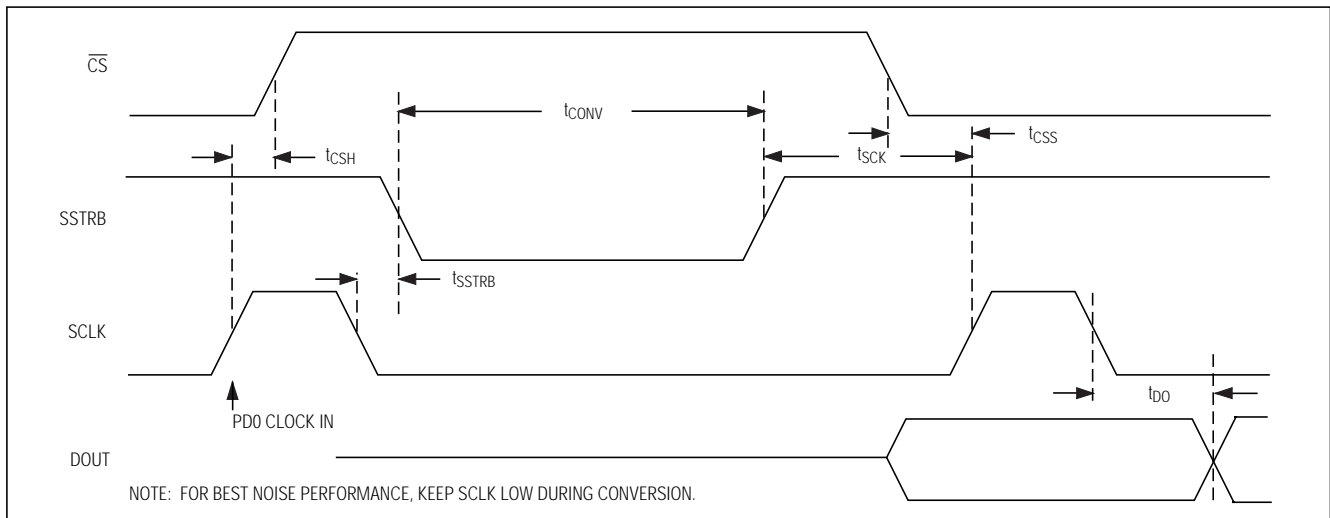 CS
tCONV
tCSS
tCSH
tSCK
SSTRB
tSSTRB
SCLK
PD0 CLOCK IN
tDO
DOUT
NOTE: FOR BEST NOISE PERFORMANCE, KEEP SCLK LOW DURING CONVERSION.